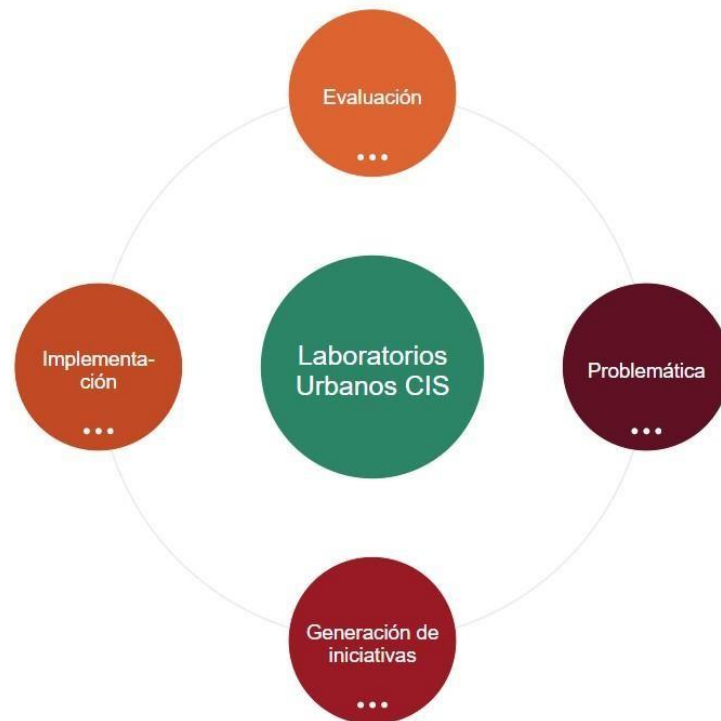 Evaluación
Implementa-
ción
Laboratorios
Urbanos CIS
Problemática
Generación de
iniciativas